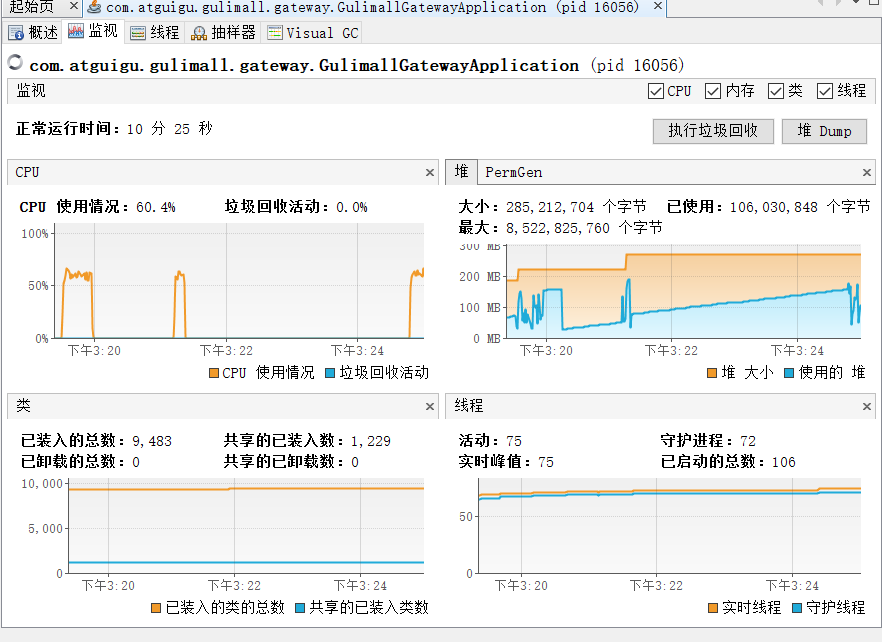 起始页 × com.atguigu.gulimall.gateway.GulimallGatewayApplication (pid 16056) ×
概述 监视 线程 抽样器 Visual GC
com.atguigu.gulimall.gateway.GulimallGatewayApplication (pid 16056)
监视 CPU 内存 类 线程
正常运行时间: 10 分 25 秒 执行垃圾回收 堆 Dump
CPU ×
CPU 使用情况: 60.4% 垃圾回收活动: 0.0%
100%
50%
0%
下午3:20 下午3:22 下午3:24
CPU 使用情况 垃圾回收活动
堆 PermGen ×
大小: 285,212,704 个字节 已使用: 106,030,848 个字节
最大: 8,522,825,760 个字节
300 MB
200 MB
100 MB
0 MB
下午3:20 下午3:22 下午3:24
堆 大小 使用的 堆
类 ×
已装入的总数: 9,483 共享的已装入数: 1,229
已卸载的总数: 0 共享的已卸载数: 0
10,000
5,000
0
下午3:20 下午3:22 下午3:24
已装入的类的总数 共享的已装入类数
线程 ×
活动: 75 守护进程: 72
实时峰值: 75 已启动的总数: 106
50
0
下午3:20 下午3:22 下午3:24
实时线程 守护线程